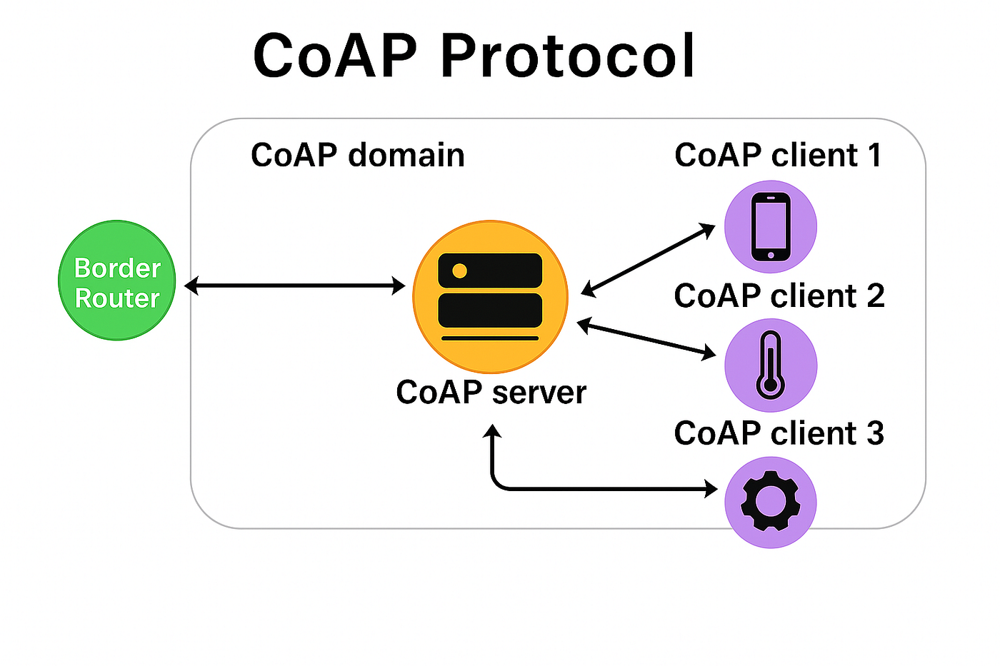 CoAP Protocol
CoAP domain
CoAP client 1
Border
Router
CoAP client 2
CoAP server
CoAP client 3